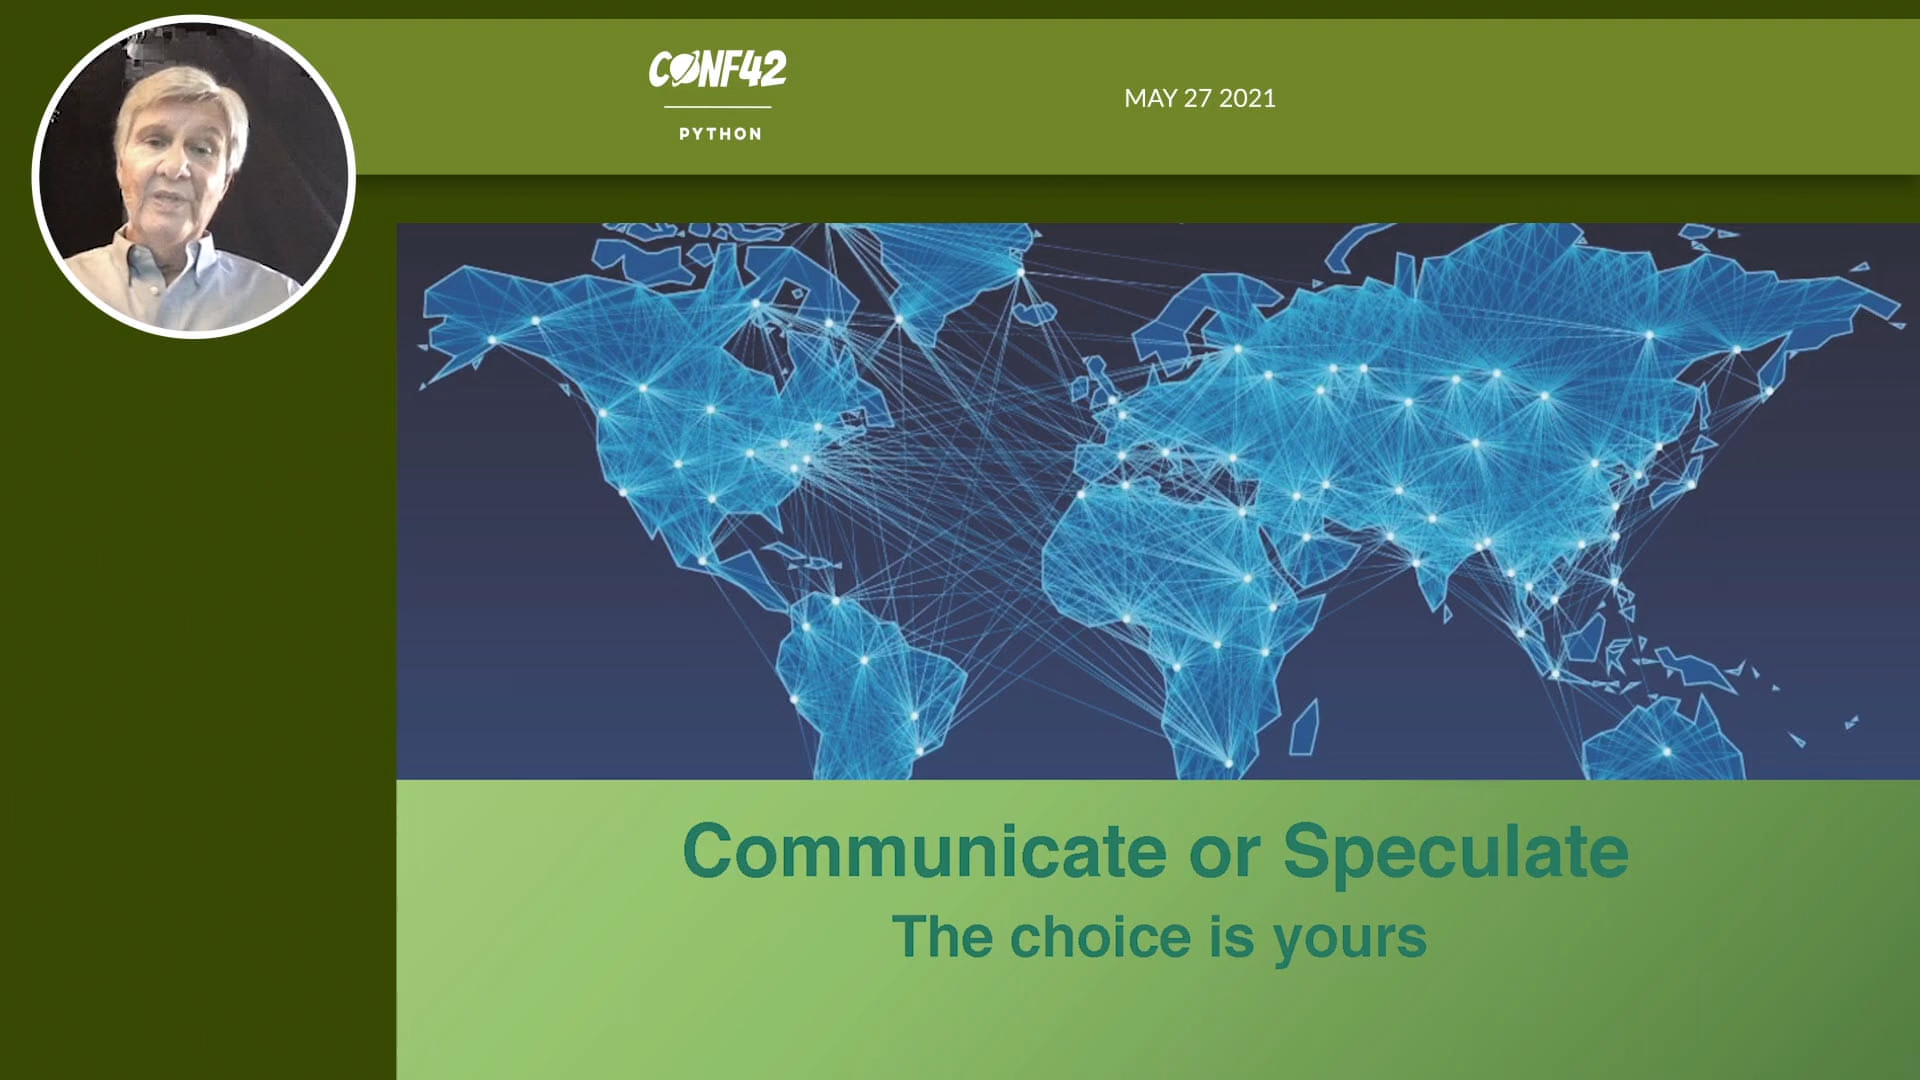 CONF42
PYTHON
MAY 27 2021
Communicate or Speculate
The choice is yours